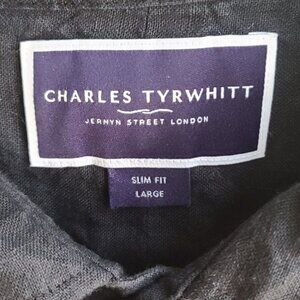 CHARLES TYRWHITT
JERMYN STREET LONDON
SLIM FIT
LARGE